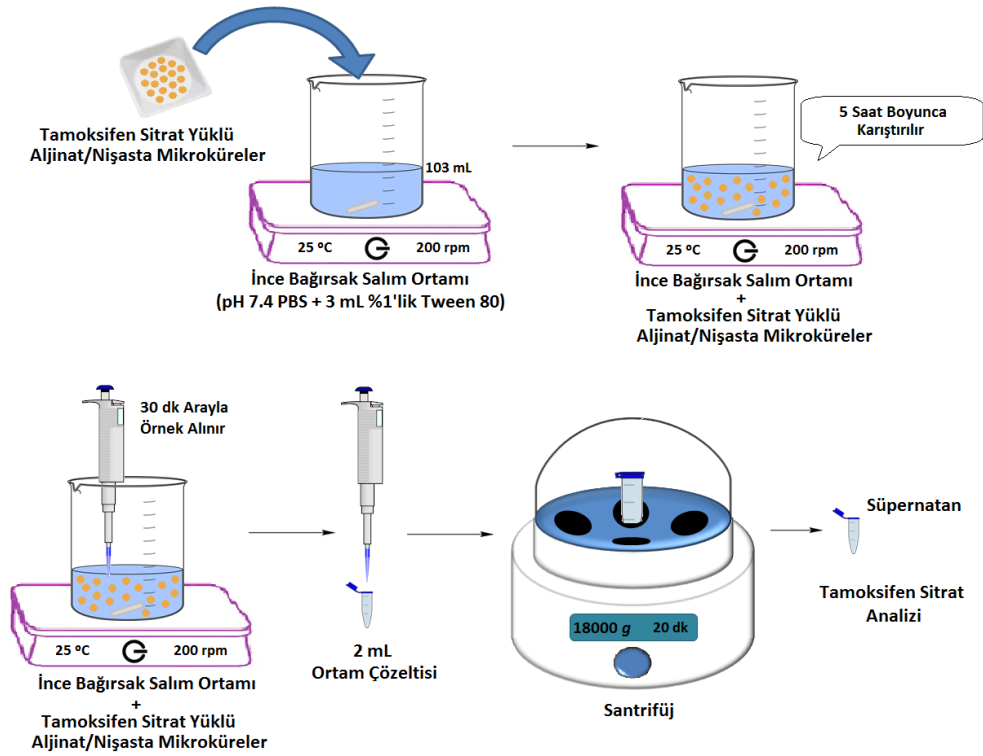 Tamoksifen Sitrat Yüklü
Aljinat/Nişasta Mikroküreler
103 mL
25 ºC
200 rpm
İnce Bağırsak Salım Ortamı
(pH 7.4 PBS + 3 mL %1'lik Tween 80)
5 Saat Boyunca
Karıştırılır
25 ºC
200 rpm
İnce Bağırsak Salım Ortamı
+
Tamoksifen Sitrat Yüklü
Aljinat/Nişasta Mikroküreler
30 dk Arayla
Örnek Alınır
25 ºC
200 rpm
İnce Bağırsak Salım Ortamı
+
Tamoksifen Sitrat Yüklü
Aljinat/Nişasta Mikroküreler
2 mL
Ortam Çözeltisi
18000 g
20 dk
Santrifüj
Süpernatan
Tamoksifen Sitrat
Analizi